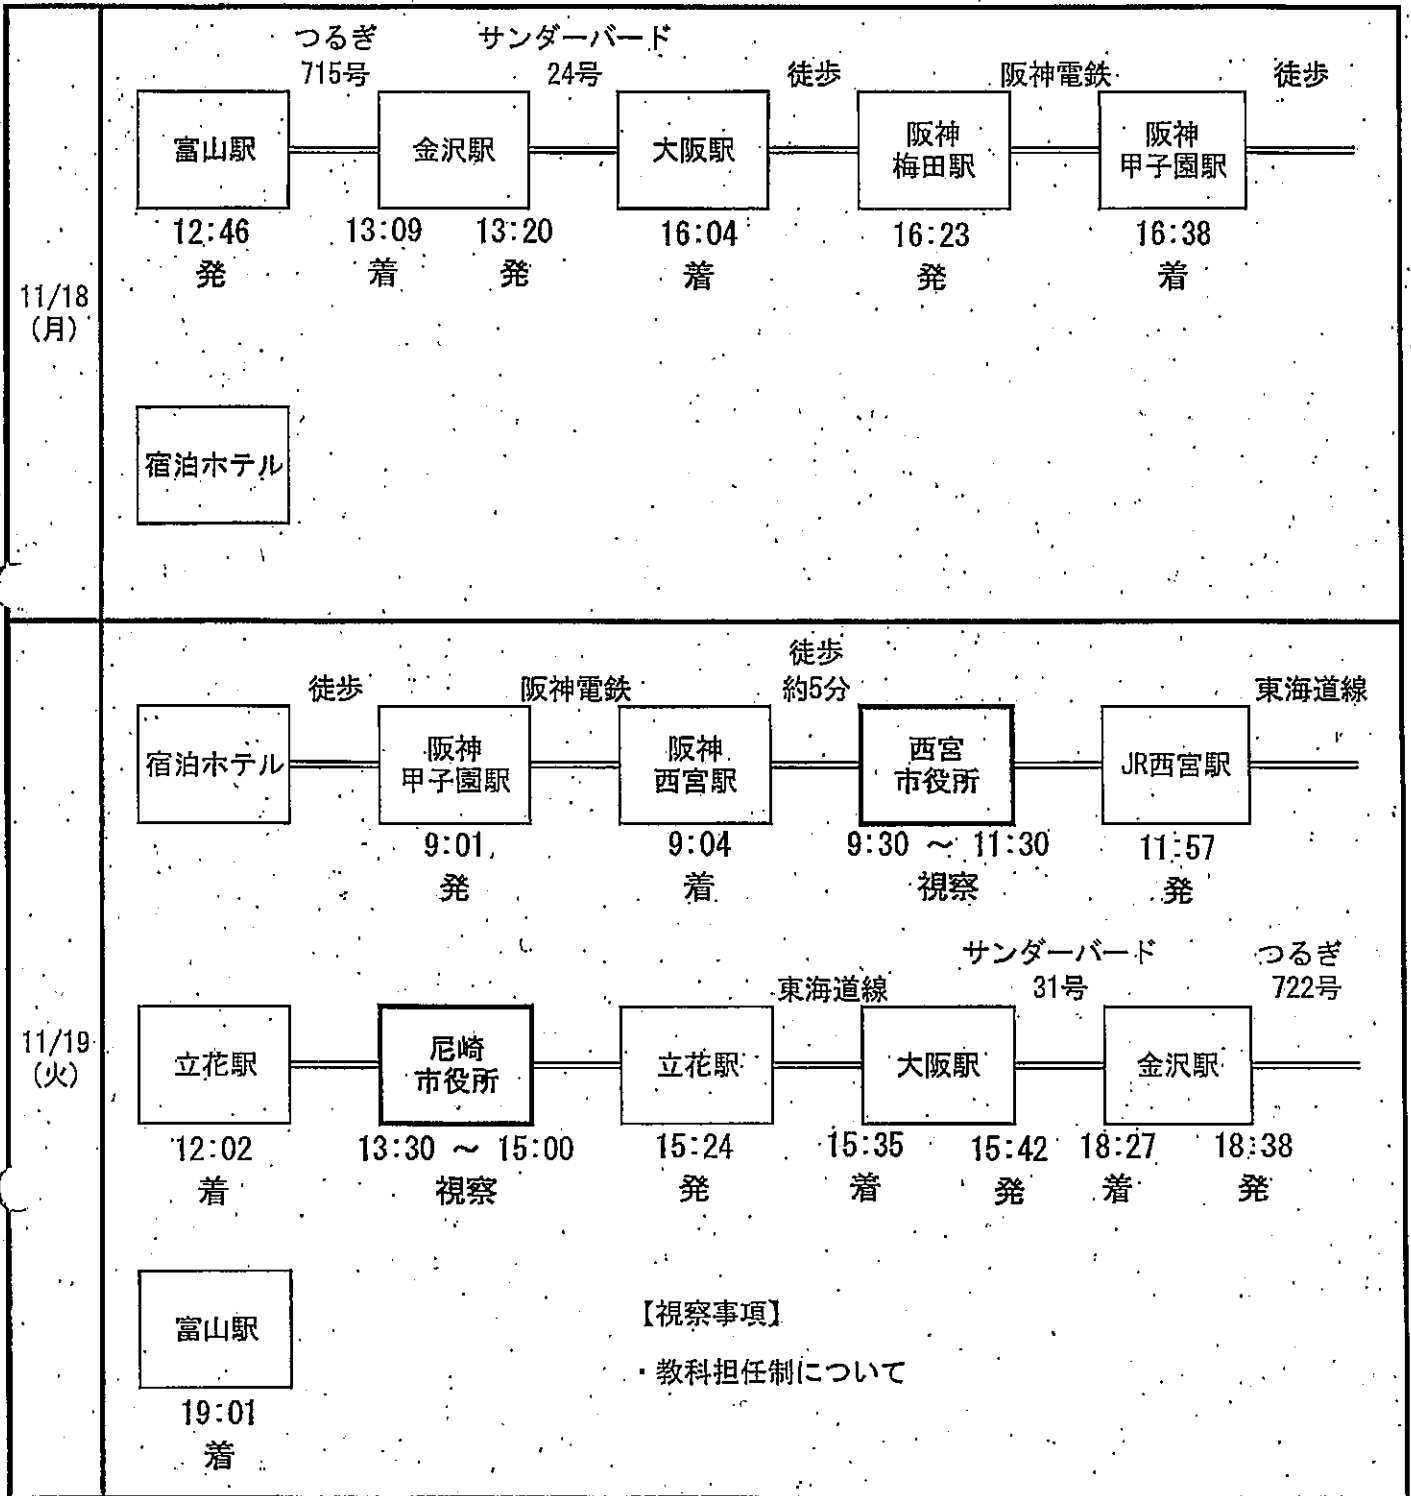 11/18
(月)
つるぎ
715号
サンダーバード
24号
徒歩
阪神電鉄
徒歩
富山駅
金沢駅
大阪駅
阪神
梅田駅
阪神
甲子園駅
12:46
発
13:09
着
13:20
発
16:04
着
16:23
発
16:38
着
宿泊ホテル
11/19
(火)
徒歩
阪神電鉄
徒歩
約5分
東海道線
宿泊ホテル
阪神
甲子園駅
阪神
西宮駅
西宮
市役所
JR西宮駅
9:01
発
9:04
着
9:30 ～ 11:30
視察
11:57
発
東海道線
サンダーバード
31号
つるぎ
722号
立花駅
尼崎
市役所
立花駅
大阪駅
金沢駅
12:02
着
13:30 ～ 15:00
視察
15:24
発
15:35
着
15:42
発
18:27
着
18:38
発
富山駅
19:01
着
【視察事項】
・教科担任制について